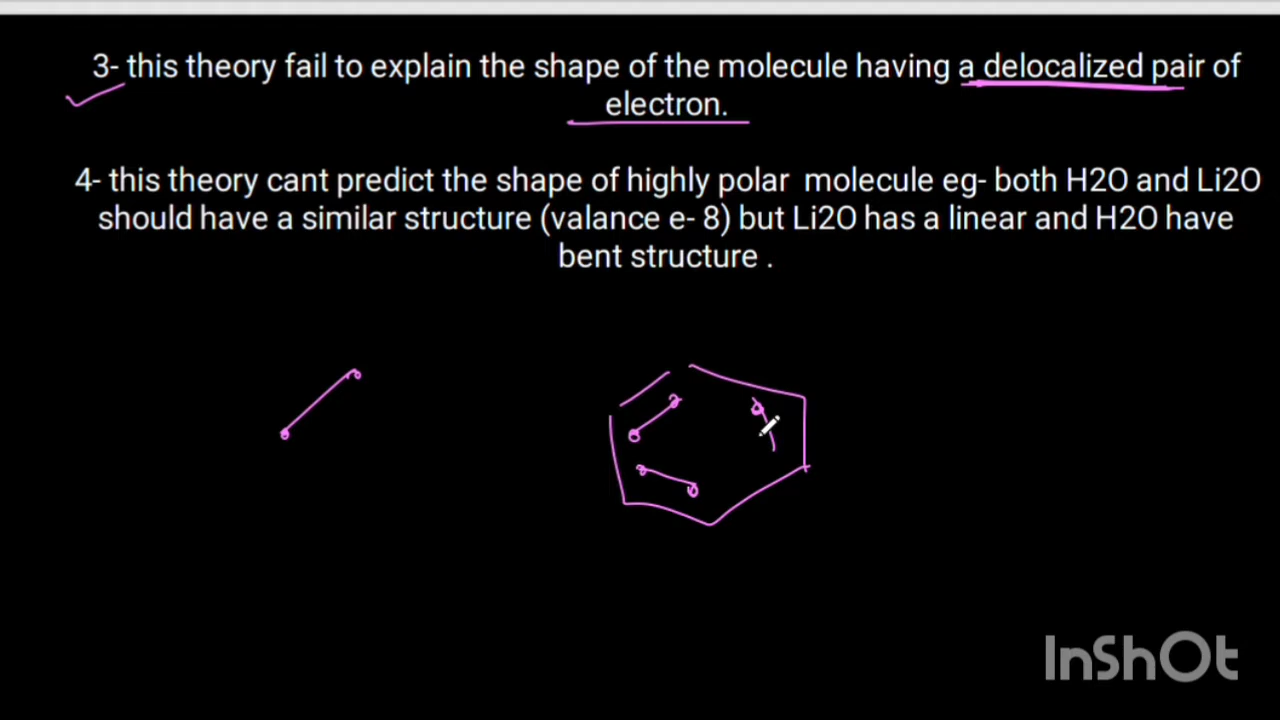 3- this theory fail to explain the shape of the molecule having a delocalized pair of
electron.
4- this theory cant predict the shape of highly polar molecule eg- both H2O and Li2O
should have a similar structure (valance e- 8) but Li2O has a linear and H2O have
bent structure .
InShOt